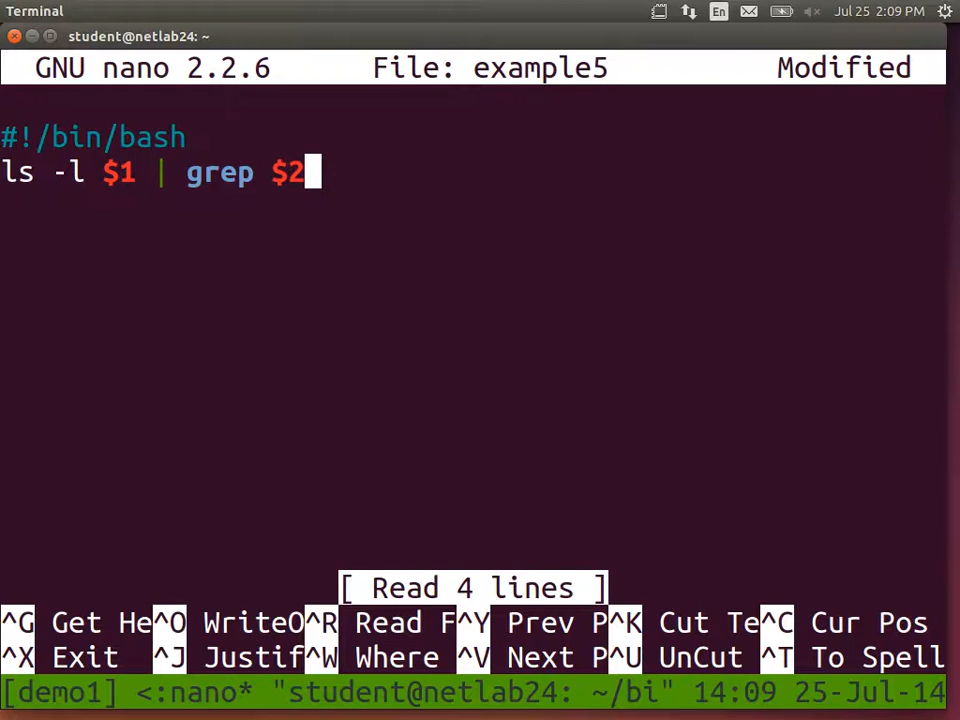 Terminal
En
Jul 25 2:09 PM
student@netlab24: ~
GNU nano 2.2.6 File: example5 Modified
#!/bin/bash
ls -l $1 | grep $2
[ Read 4 lines ]
^G Get He^O WriteO^R Read F^Y Prev P^K Cut Te^C Cur Pos
^X Exit ^J Justif^W Where ^V Next P^U UnCut ^T To Spell
[demo1] <:nano* "student@netlab24: ~/bi" 14:09 25-Jul-14